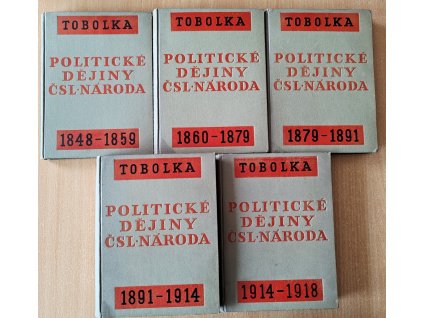 TOBOLKA
POLITICKÉ
DĚJINY
ČSL·NÁRODA
1848-1859
TOBOLKA
POLITICKÉ
DĚJINY
ČSL·NÁRODA
1860-1879
TOBOLKA
POLITICKÉ
DĚJINY
ČSL·NÁRODA
1879-1891
TOBOLKA
POLITICKÉ
DĚJINY
ČSL·NÁRODA
1891-1914
TOBOLKA
POLITICKÉ
DĚJINY
ČSL·NÁRODA
1914-1918